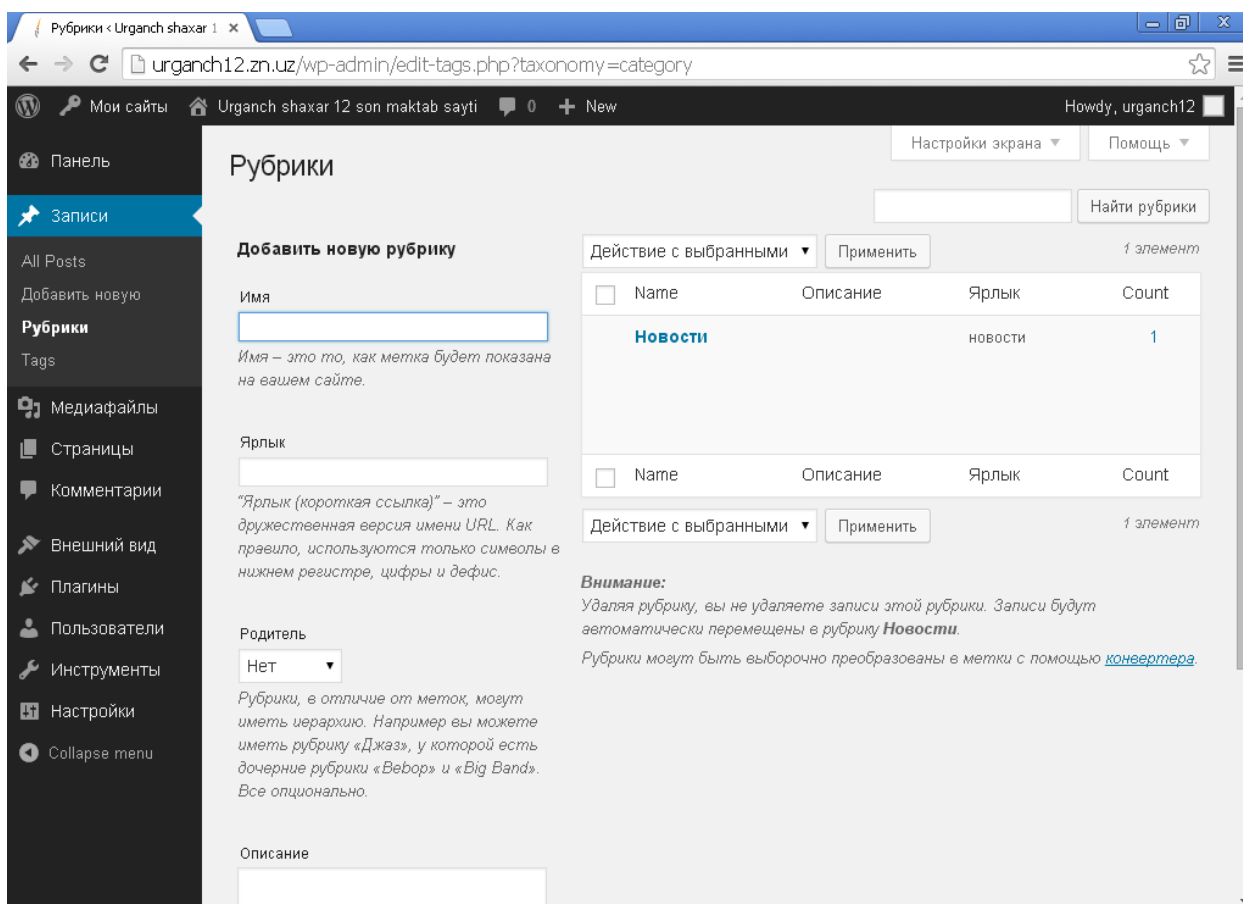 Рубрики ‹ Urganch shaxar 1
urganch12.zn.uz/wp-admin/edit-tags.php?taxonomy=category
Мои сайты Urganch shaxar 12 son maktab sayti 0 + New Howdy, urganch12
Настройки экрана Помощь
Панель
Записи
All Posts
Добавить новую
Рубрики
Tags
Медиафайлы
Страницы
Комментарии
Внешний вид
Плагины
Пользователи
Инструменты
Настройки
Collapse menu
Рубрики
Найти рубрики
Добавить новую рубрику
Имя
Имя – это то, как метка будет показана
на вашем сайте.
Ярлык
“Ярлык (короткая ссылка)” – это
дружественная версия имени URL. Как
правило, используются только символы в
нижнем регистре, цифры и дефис.
Родитель
Нет
Рубрики, в отличие от меток, могут
иметь иерархию. Например вы можете
иметь рубрику «Джаз», у которой есть
дочерние рубрики «Bebop» и «Big Band».
Все опционально.
Описание
Действие с выбранными Применить 1 элемент
Name Описание Ярлык Count
Новости новости 1
Name Описание Ярлык Count
Действие с выбранными Применить 1 элемент
Внимание:
Удаляя рубрику, вы не удаляете записи этой рубрики. Записи будут
автоматически перемещены в рубрику Новости.
Рубрики могут быть выборочно преобразованы в метки с помощью конвертера.